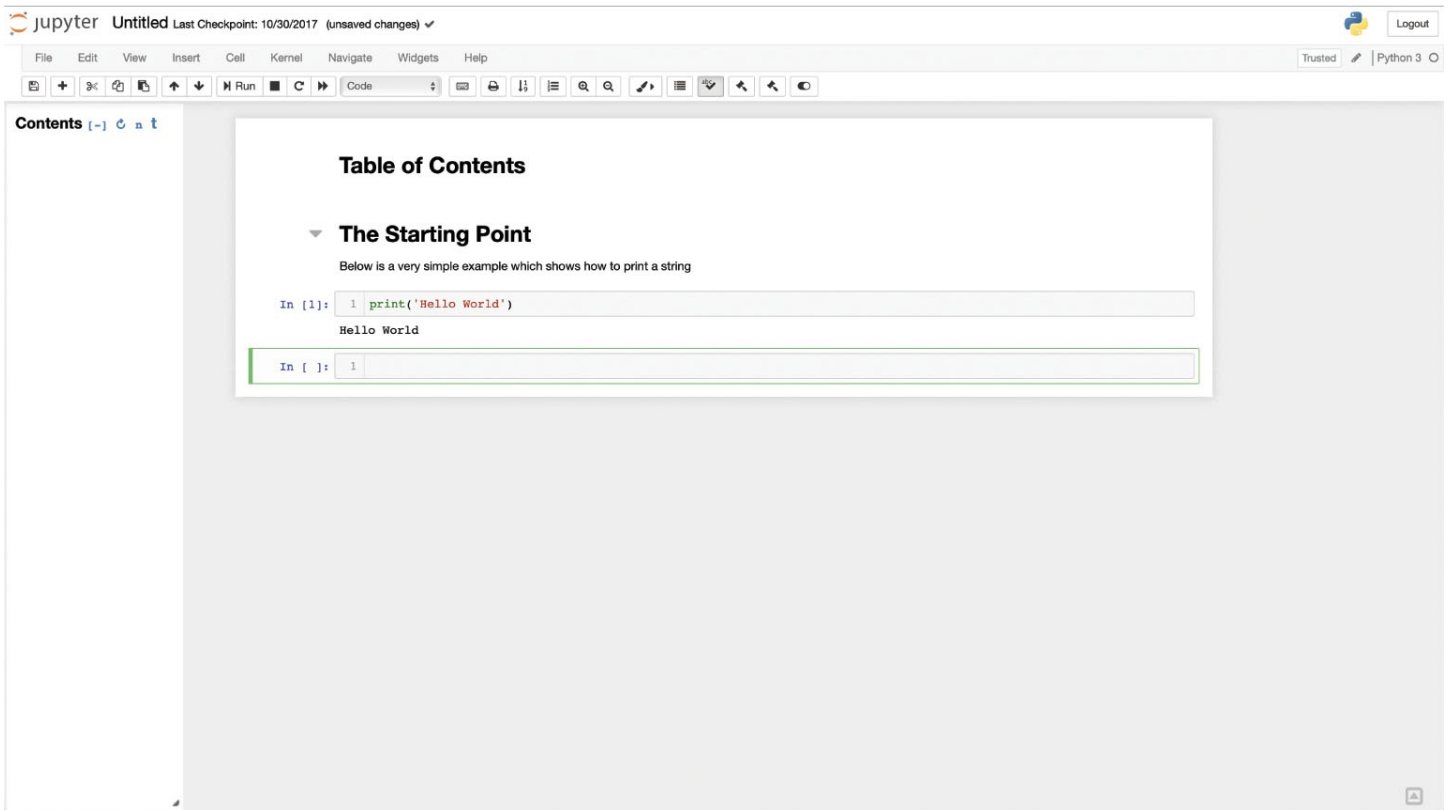 jupyter Untitled Last Checkpoint: 10/30/2017 (unsaved changes) Logout
File Edit View Insert Cell Kernel Navigate Widgets Help Trusted Python 3
Run Code
Contents [-] n t
Table of Contents
The Starting Point
Below is a very simple example which shows how to print a string
In [1]: 1 print('Hello World')
Hello World
In [ ]: 1